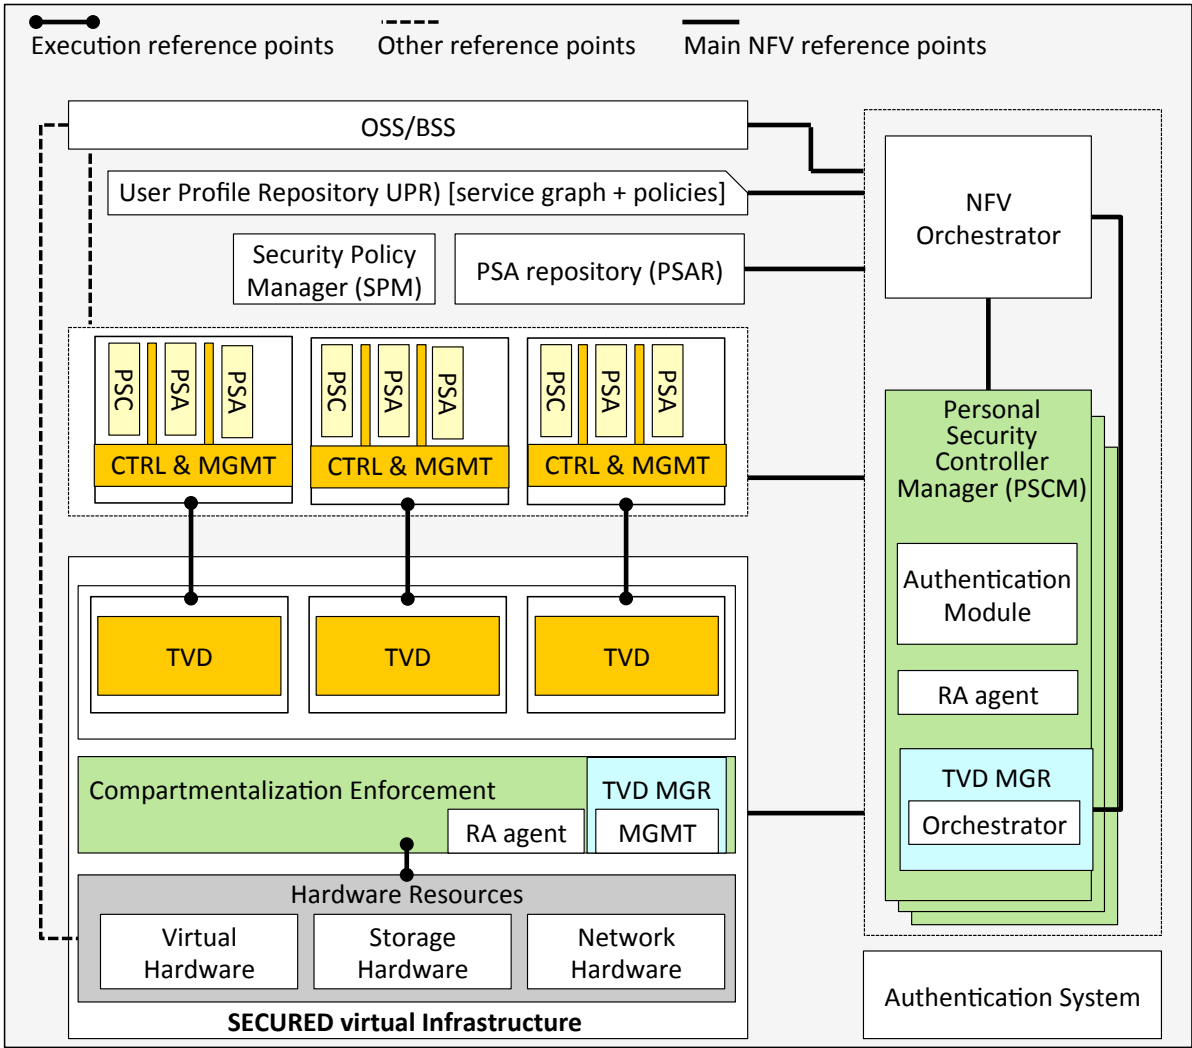 Execution reference points
Other reference points
Main NFV reference points
OSS/BSS
User Profile Repository UPR) [service graph + policies]
Security Policy
Manager (SPM)
PSA repository (PSAR)
NFV
Orchestrator
PSC
PSA
PSA
CTRL & MGMT
PSC
PSA
PSA
CTRL & MGMT
PSC
PSA
PSA
CTRL & MGMT
Personal
Security
Controller
Manager (PSCM)
Authentication
Module
RA agent
TVD MGR
Orchestrator
TVD
TVD
TVD
Compartmentalization Enforcement
RA agent
TVD MGR
MGMT
Hardware Resources
Virtual
Hardware
Storage
Hardware
Network
Hardware
SECURED virtual Infrastructure
Authentication System